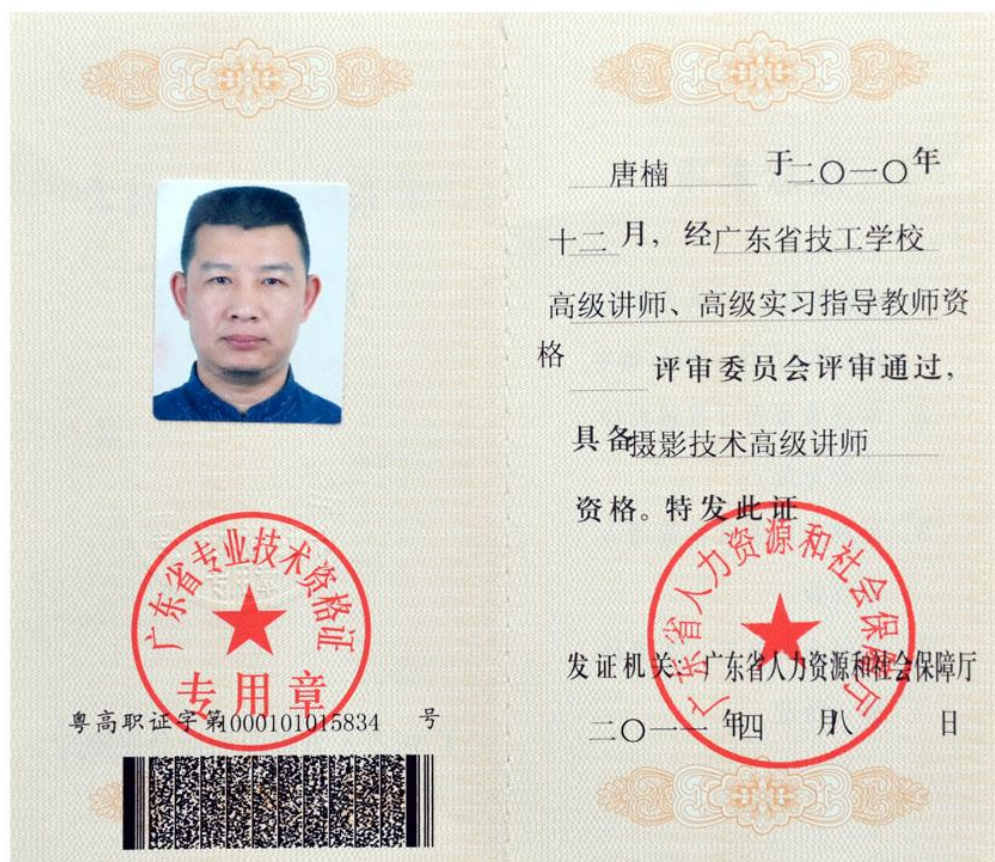 广东省专业技术资格证
专用章
粤高职证字第1000101015834号
唐楠 于二〇一〇年
十二月，经广东省技工学校
高级讲师、高级实习指导教师资
格
评审委员会评审通过，
具备摄影技术高级讲师
资格。特发此证
广东省人力资源和社会保障厅
发证机关：广东省人力资源和社会保障厅
二〇一一年四月八日